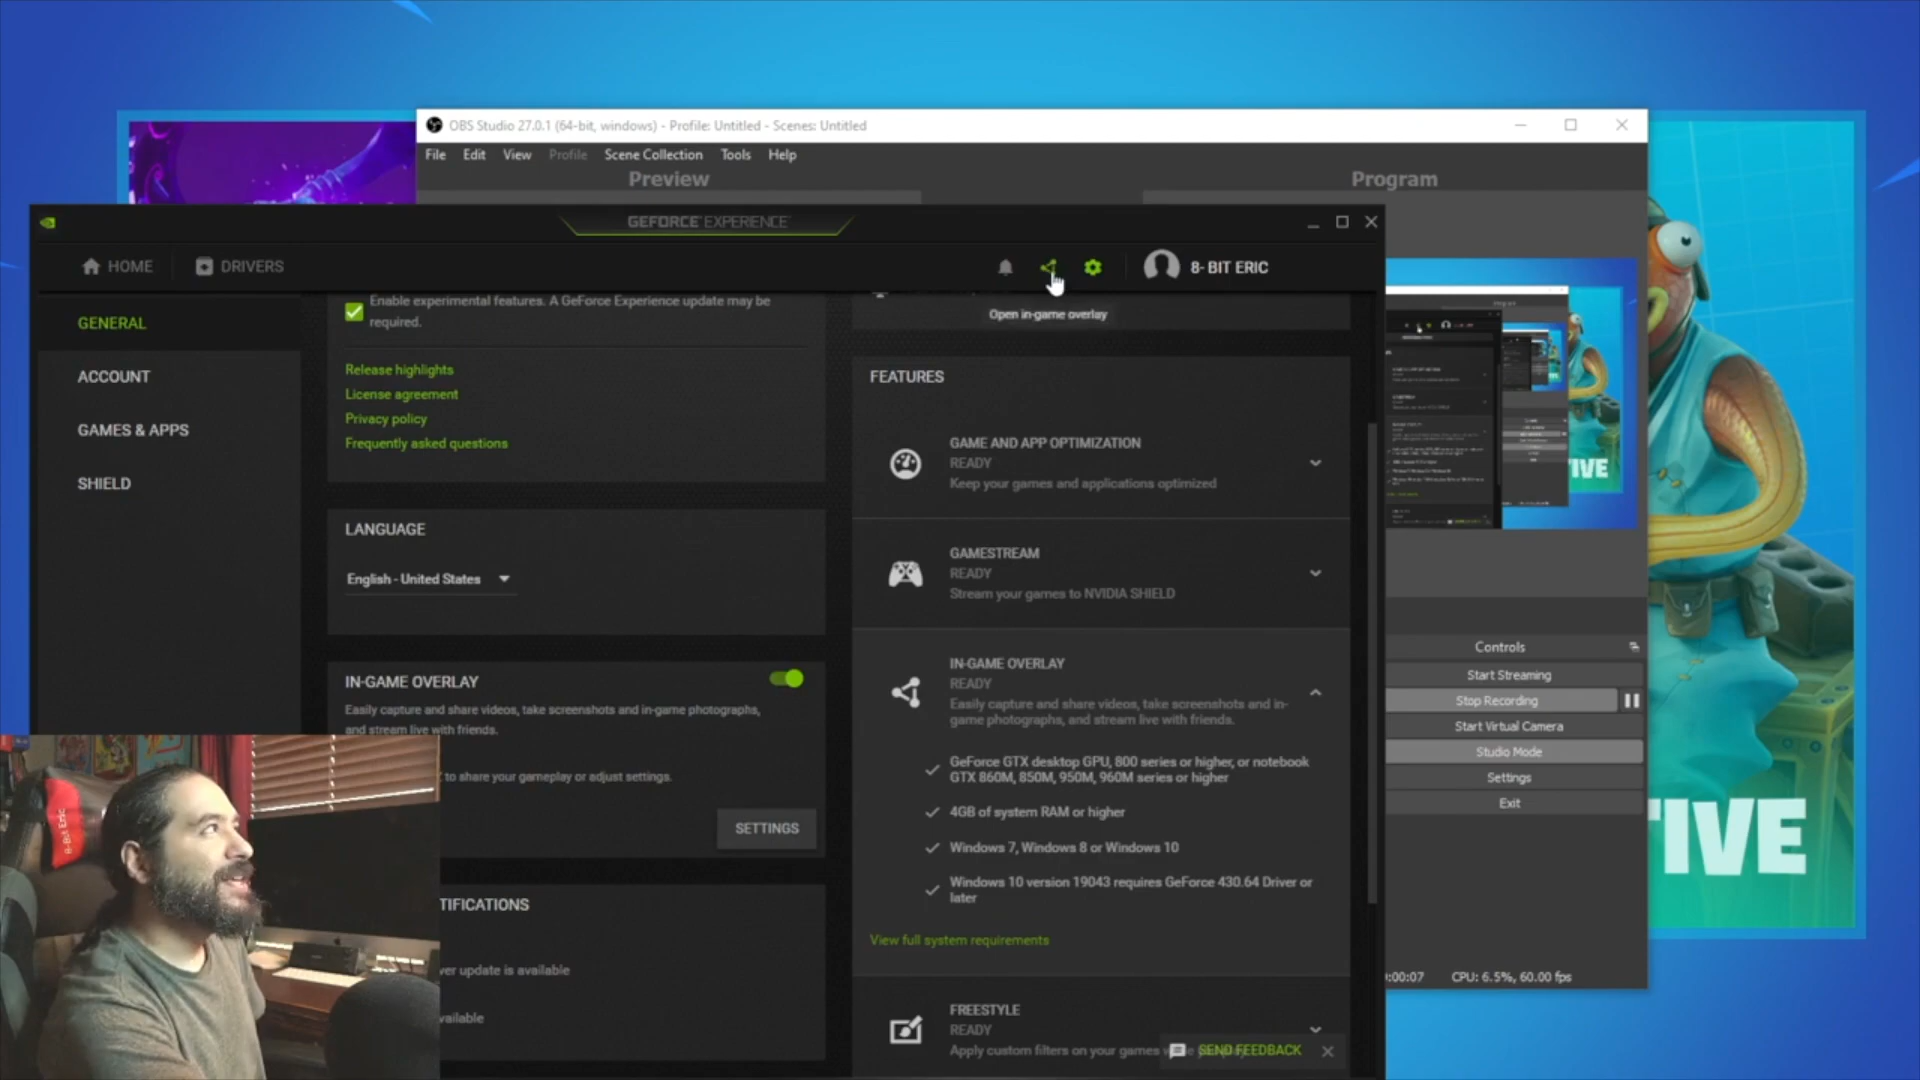 OBS Studio 27.0.1 (64-bit, windows) - Profile: Untitled - Scenes: Untitled
File Edit View Profile Scene Collection Tools Help
Preview
Program
GEFORCE EXPERIENCE
HOME
DRIVERS
8- BIT ERIC
Open in-game overlay
GENERAL
ACCOUNT
GAMES & APPS
SHIELD
Enable experimental features. A GeForce Experience update may be
required.
Release highlights
License agreement
Privacy policy
Frequently asked questions
LANGUAGE
English - United States
IN-GAME OVERLAY
Easily capture and share videos, take screenshots and in-game photographs,
and stream live with friends.
to share your gameplay or adjust settings.
SETTINGS
TIFICATIONS
ver update is available
vailable
FEATURES
GAME AND APP OPTIMIZATION
READY
Keep your games and applications optimized
GAMESTREAM
READY
Stream your games to NVIDIA SHIELD
IN-GAME OVERLAY
READY
Easily capture and share videos, take screenshots and in-
game photographs, and stream live with friends.
GeForce GTX desktop GPU, 800 series or higher, or notebook
GTX 860M, 850M, 950M, 960M series or higher
4GB of system RAM or higher
Windows 7, Windows 8 or Windows 10
Windows 10 version 19043 requires GeForce 430.64 Driver or
later
View full system requirements
FREESTYLE
READY
Apply custom filters on your games
SEND FEEDBACK
Controls
Start Streaming
Stop Recording
Start Virtual Camera
Studio Mode
Settings
Exit
0:00:07
CPU: 6.5%, 60.00 fps
TIVE
TIVE
8-Bit Eric